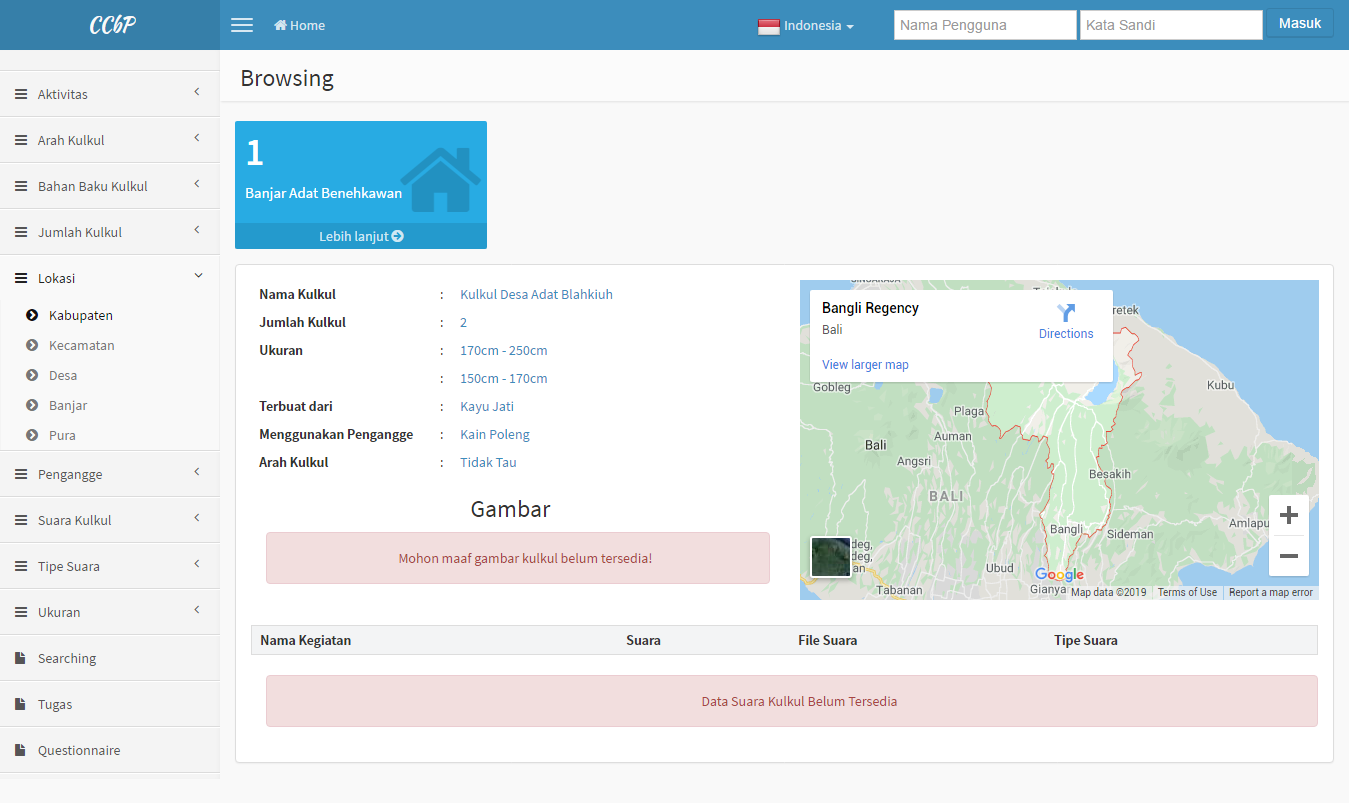 CCbP
Home
Indonesia
Nama Pengguna
Kata Sandi
Masuk
Browsing
Aktivitas
Arah Kulkul
Bahan Baku Kulkul
Jumlah Kulkul
Lokasi
Kabupaten
Kecamatan
Desa
Banjar
Pura
Pengangge
Suara Kulkul
Tipe Suara
Ukuran
Searching
Tugas
Questionnaire
1
Banjar Adat Benehkawan
Lebih lanjut
Nama Kulkul : Kulkul Desa Adat Blahkiuh
Jumlah Kulkul : 2
Ukuran : 170cm - 250cm
: 150cm - 170cm
Terbuat dari : Kayu Jati
Menggunakan Pengangge : Kain Poleng
Arah Kulkul : Tidak Tau
Gambar
Mohon maaf gambar kulkul belum tersedia!
Bangli Regency
Bali
Directions
View larger map
retek
Gobleg
Kubu
Plaga
Auman
Bali
Angsri
Besakih
BALI
Amlapu
Bangli
Sideman
deg,
deg,
an
Ubud
Google
Tabanan
Gianya
Map data ©2019
Terms of Use
Report a map error
Nama Kegiatan Suara File Suara Tipe Suara
Data Suara Kulkul Belum Tersedia